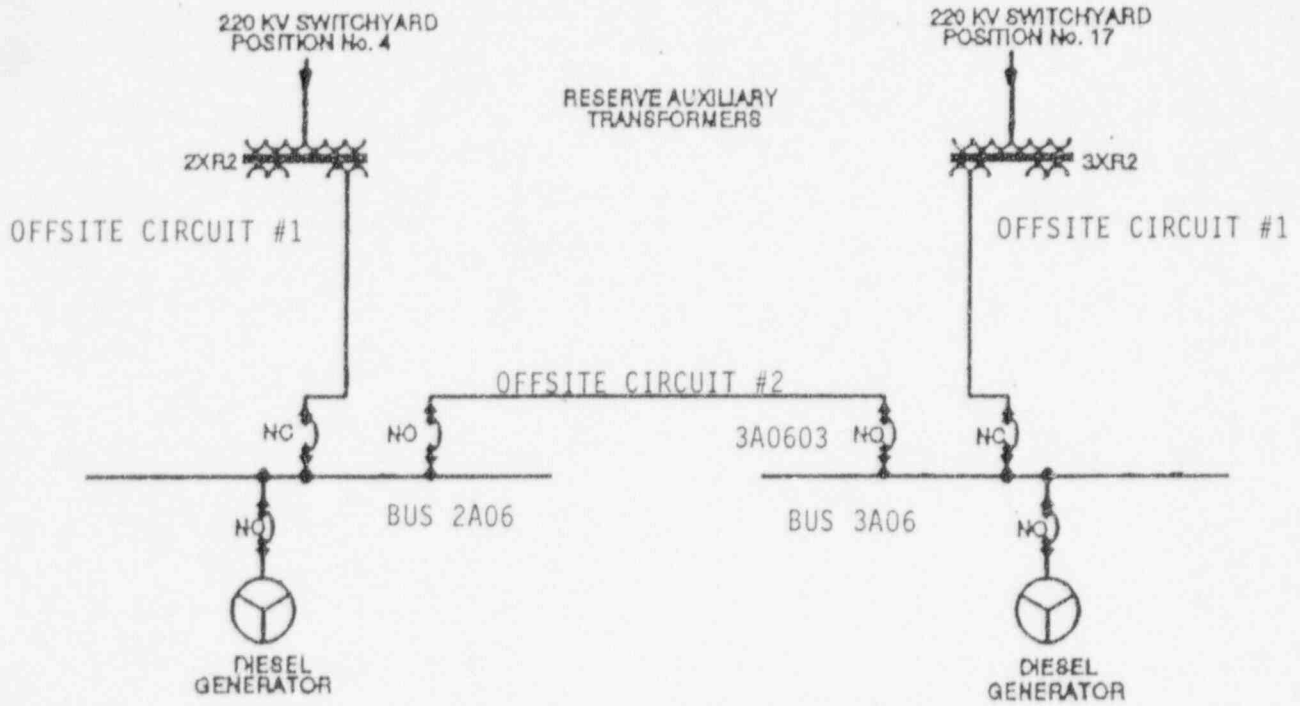 220 KV SWITCHYARD
POSITION No. 4
220 KV SWITCHYARD
POSITION No. 17
RESERVE AUXILIARY
TRANSFORMERS
2XR2
3XR2
OFFSITE CIRCUIT #1
OFFSITE CIRCUIT #1
OFFSITE CIRCUIT #2
NC
NO
3A0603
NO
NC
BUS 2A06
BUS 3A06
NO
NO
DIESEL
GENERATOR
DIESEL
GENERATOR